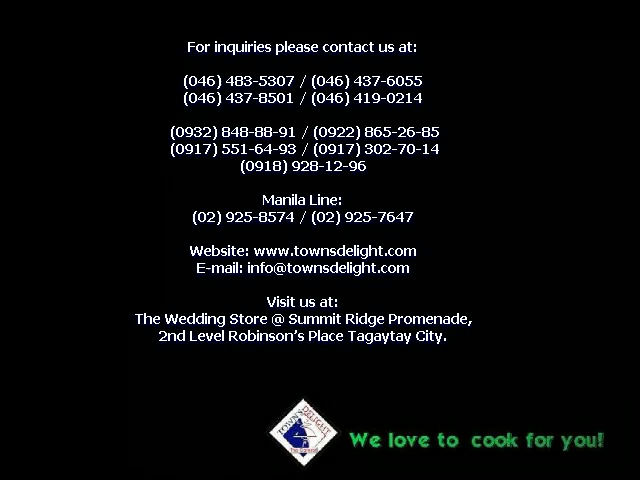 For inquiries please contact us at:
(046) 483-5307 / (046) 437-6055
(046) 437-8501 / (046) 419-0214
(0932) 848-88-91 / (0922) 865-26-85
(0917) 551-64-93 / (0917) 302-70-14
(0918) 928-12-96
Manila Line:
(02) 925-8574 / (02) 925-7647
Website: www.townsdelight.com
E-mail: info@townsdelight.com
Visit us at:
The Wedding Store @ Summit Ridge Promenade,
2nd Level Robinson's Place Tagaytay City.
TOWN'S DELIGHT
We love to cook for you!